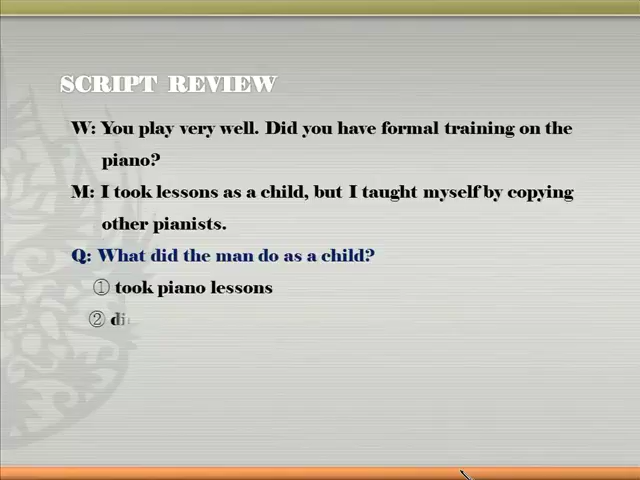 SCRIPT REVIEW
W: You play very well. Did you have formal training on the
piano?
M: I took lessons as a child, but I taught myself by copying
other pianists.
Q: What did the man do as a child?
① took piano lessons
②